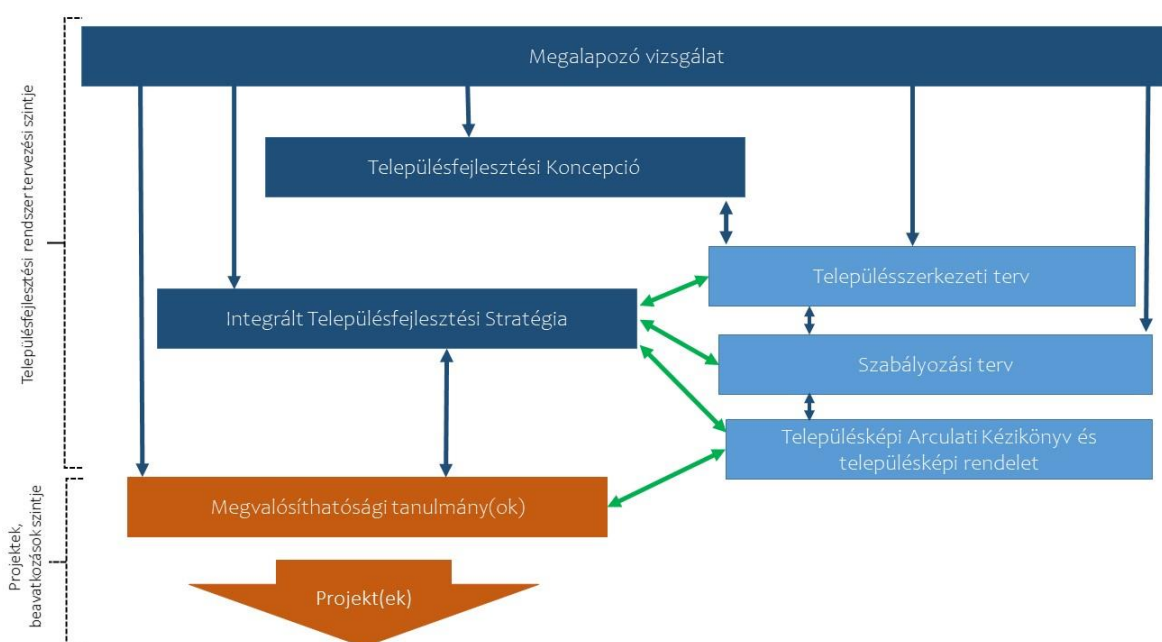 Megalapozó vizsgálat
Településfejlesztési Koncepció
Településszerkezeti terv
Integrált Településfejlesztési Stratégia
Szabályozási terv
Településképi Arculati Kézikönyv és
településképi rendelet
Megvalósíthatósági tanulmány(ok)
Projekt(ek)
Településfejlesztési rendszer tervezési szintje
Projektek,
beavatkozások szintje